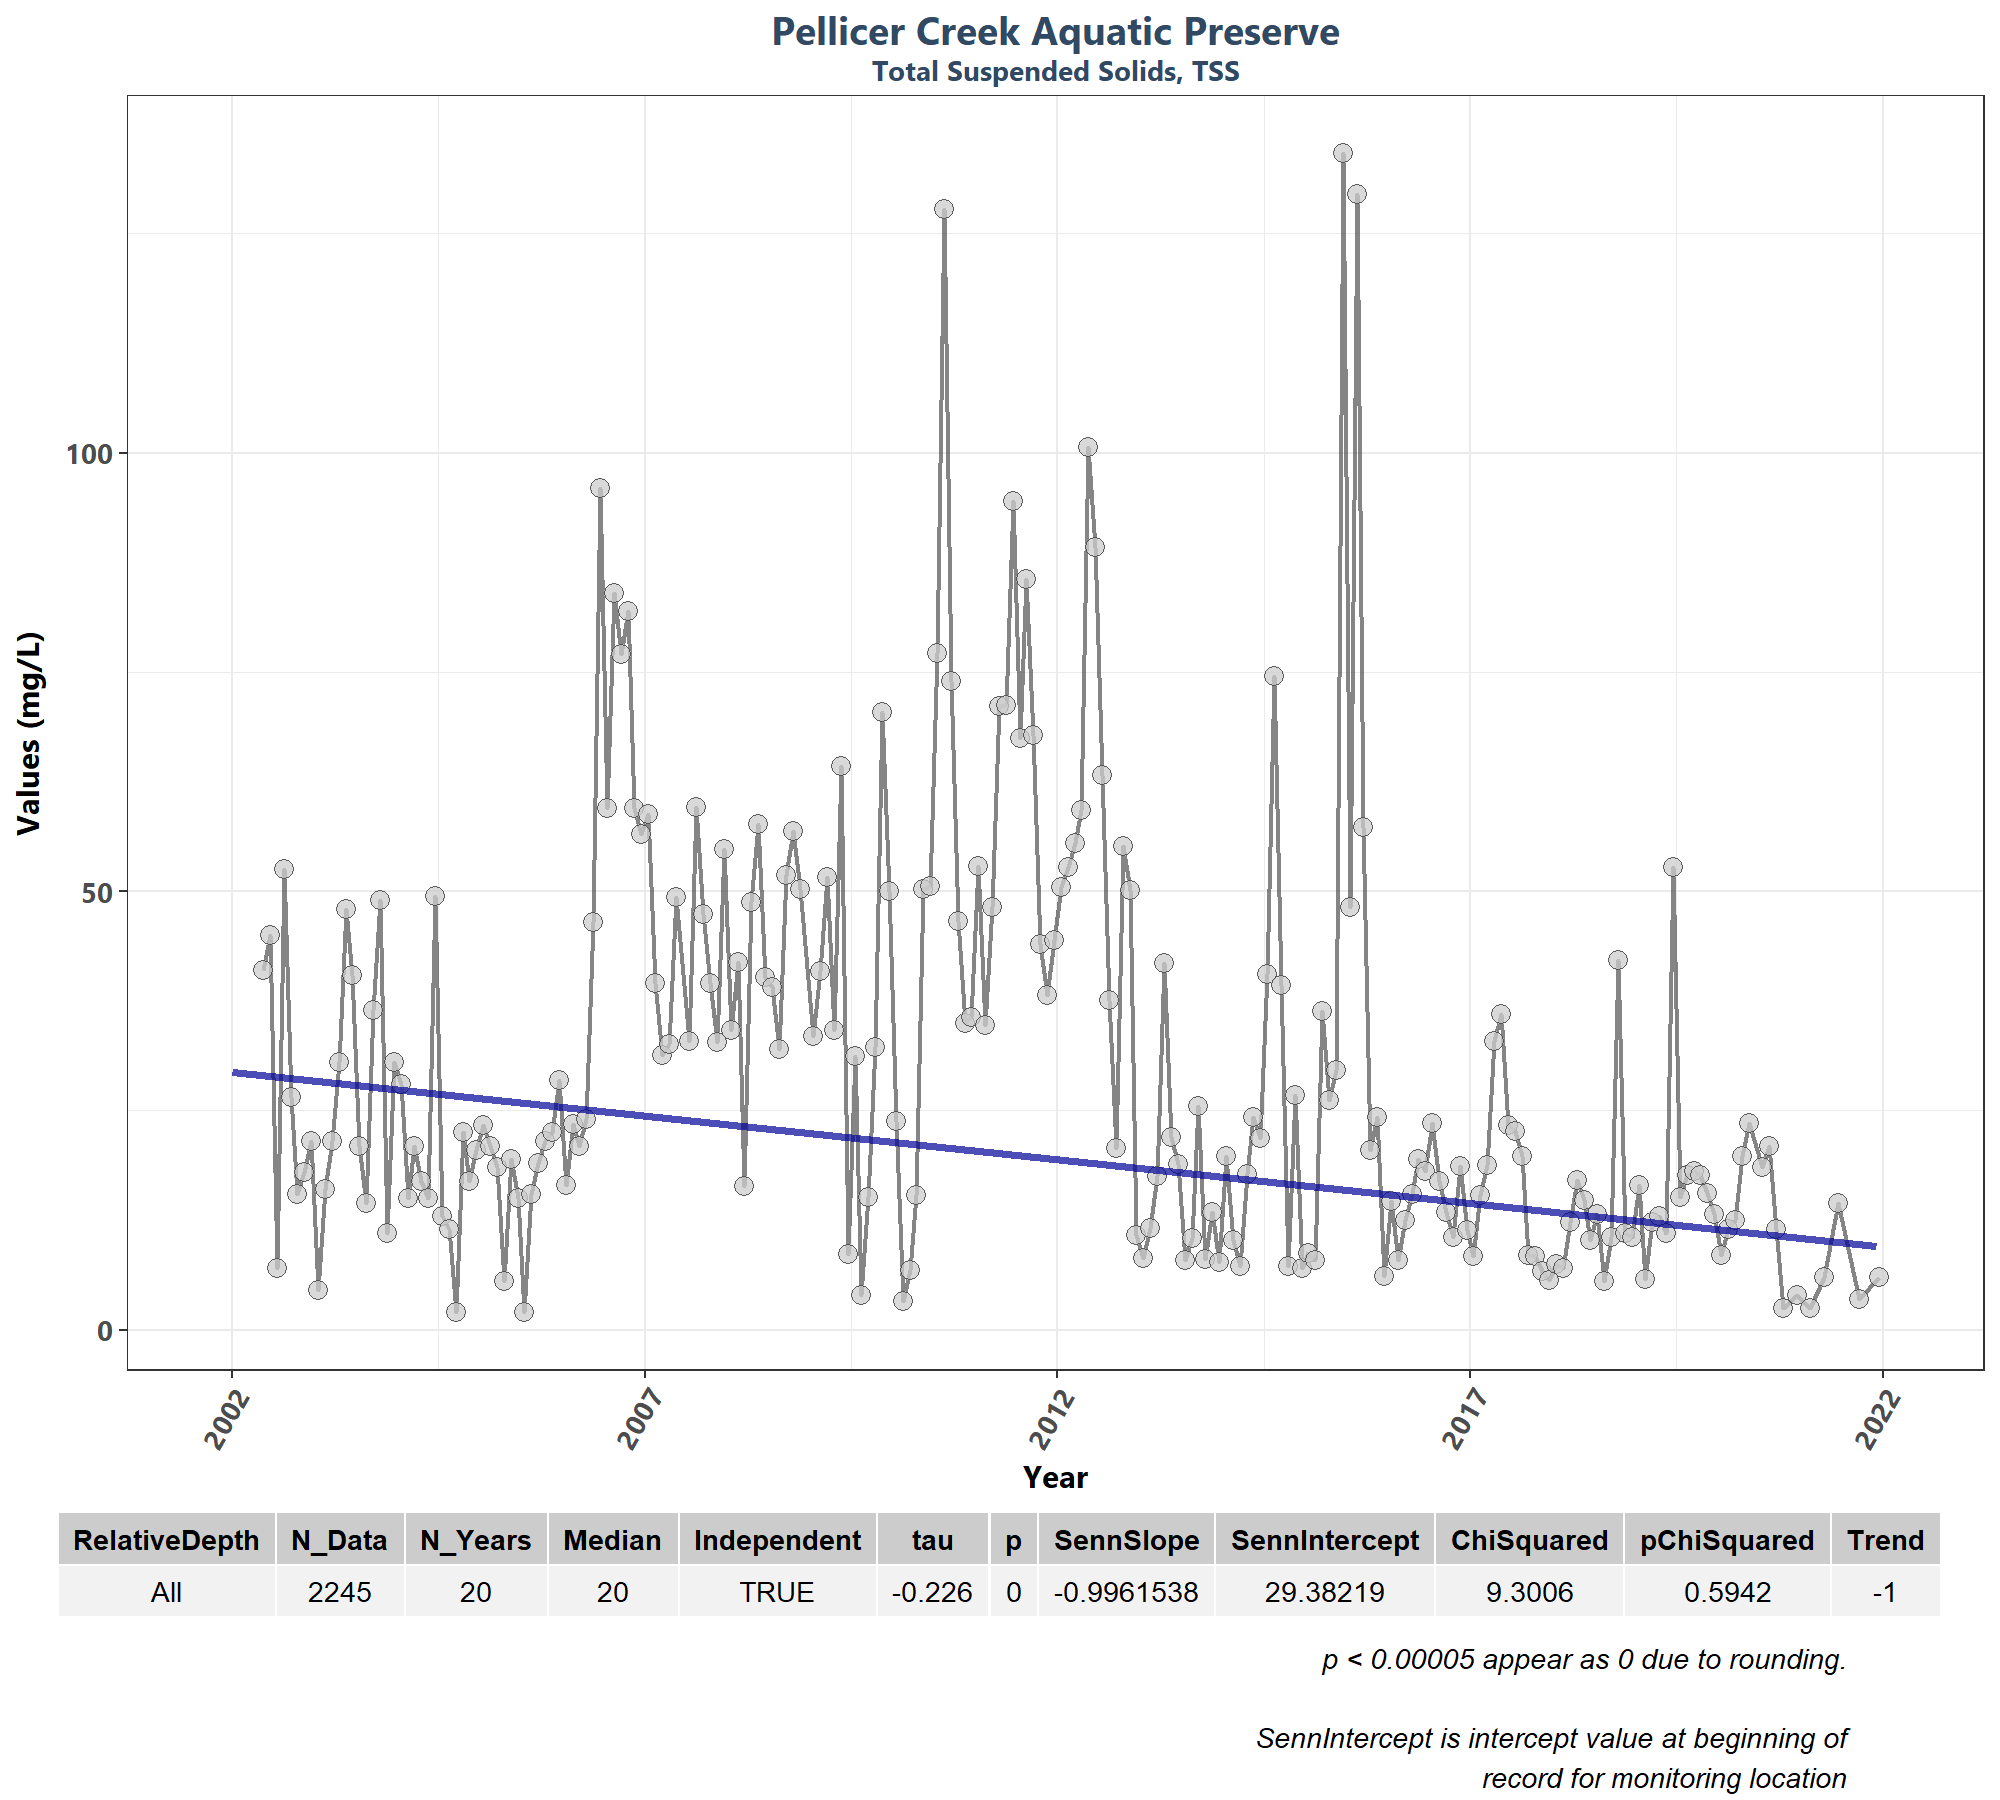 Pellicer Creek Aquatic Preserve
Total Suspended Solids, TSS
Values (mg/L)
100
50
0
2002 2007 2012 2017 2022
Year
RelativeDepth N_Data N_Years Median Independent tau p SennSlope SennIntercept ChiSquared pChiSquared Trend
All 2245 20 20 TRUE -0.226 0 -0.9961538 29.38219 9.3006 0.5942 -1
p < 0.00005 appear as 0 due to rounding.
SennIntercept is intercept value at beginning of
record for monitoring location